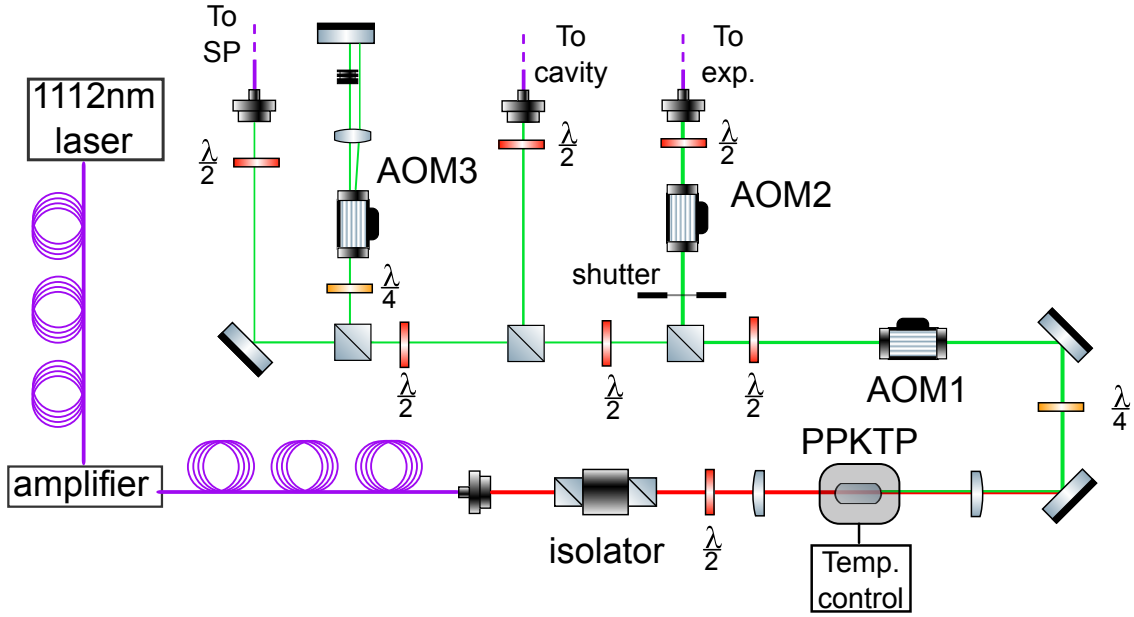 To
SP
To
cavity
To
exp.
1112nm
laser
λ
2
λ
2
λ
2
AOM3
AOM2
λ
4
shutter
λ
2
λ
2
λ
2
AOM1
λ
4
PPKTP
amplifier
isolator
λ
2
Temp.
control